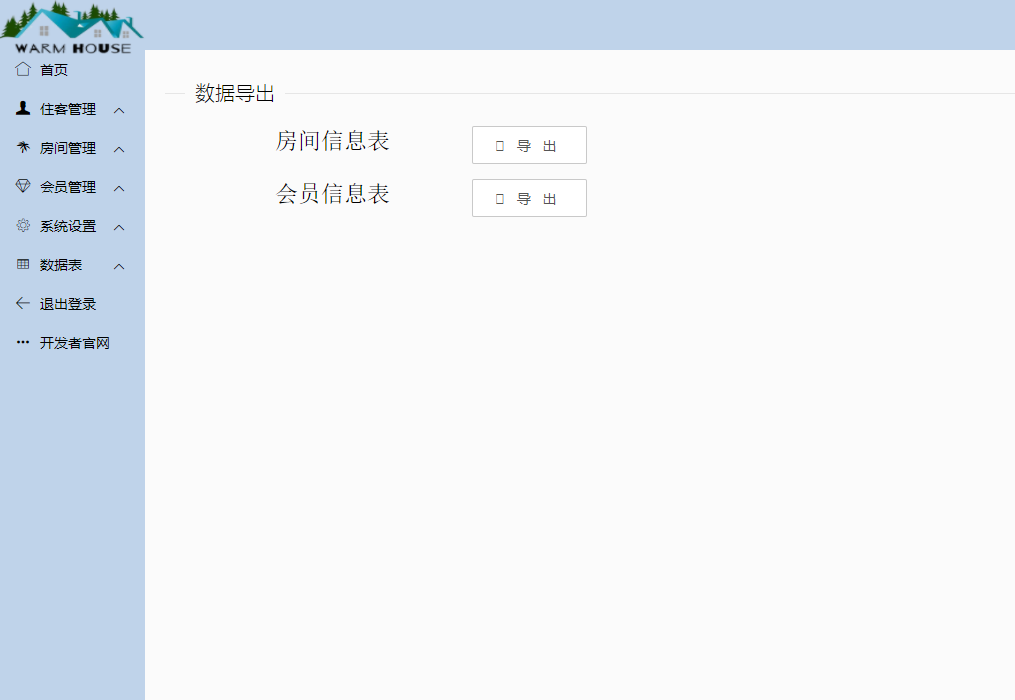 WARM HOUSE
首页
住客管理
房间管理
会员管理
系统设置
数据表
退出登录
开发者官网
数据导出
房间信息表
导 出
会员信息表
导 出